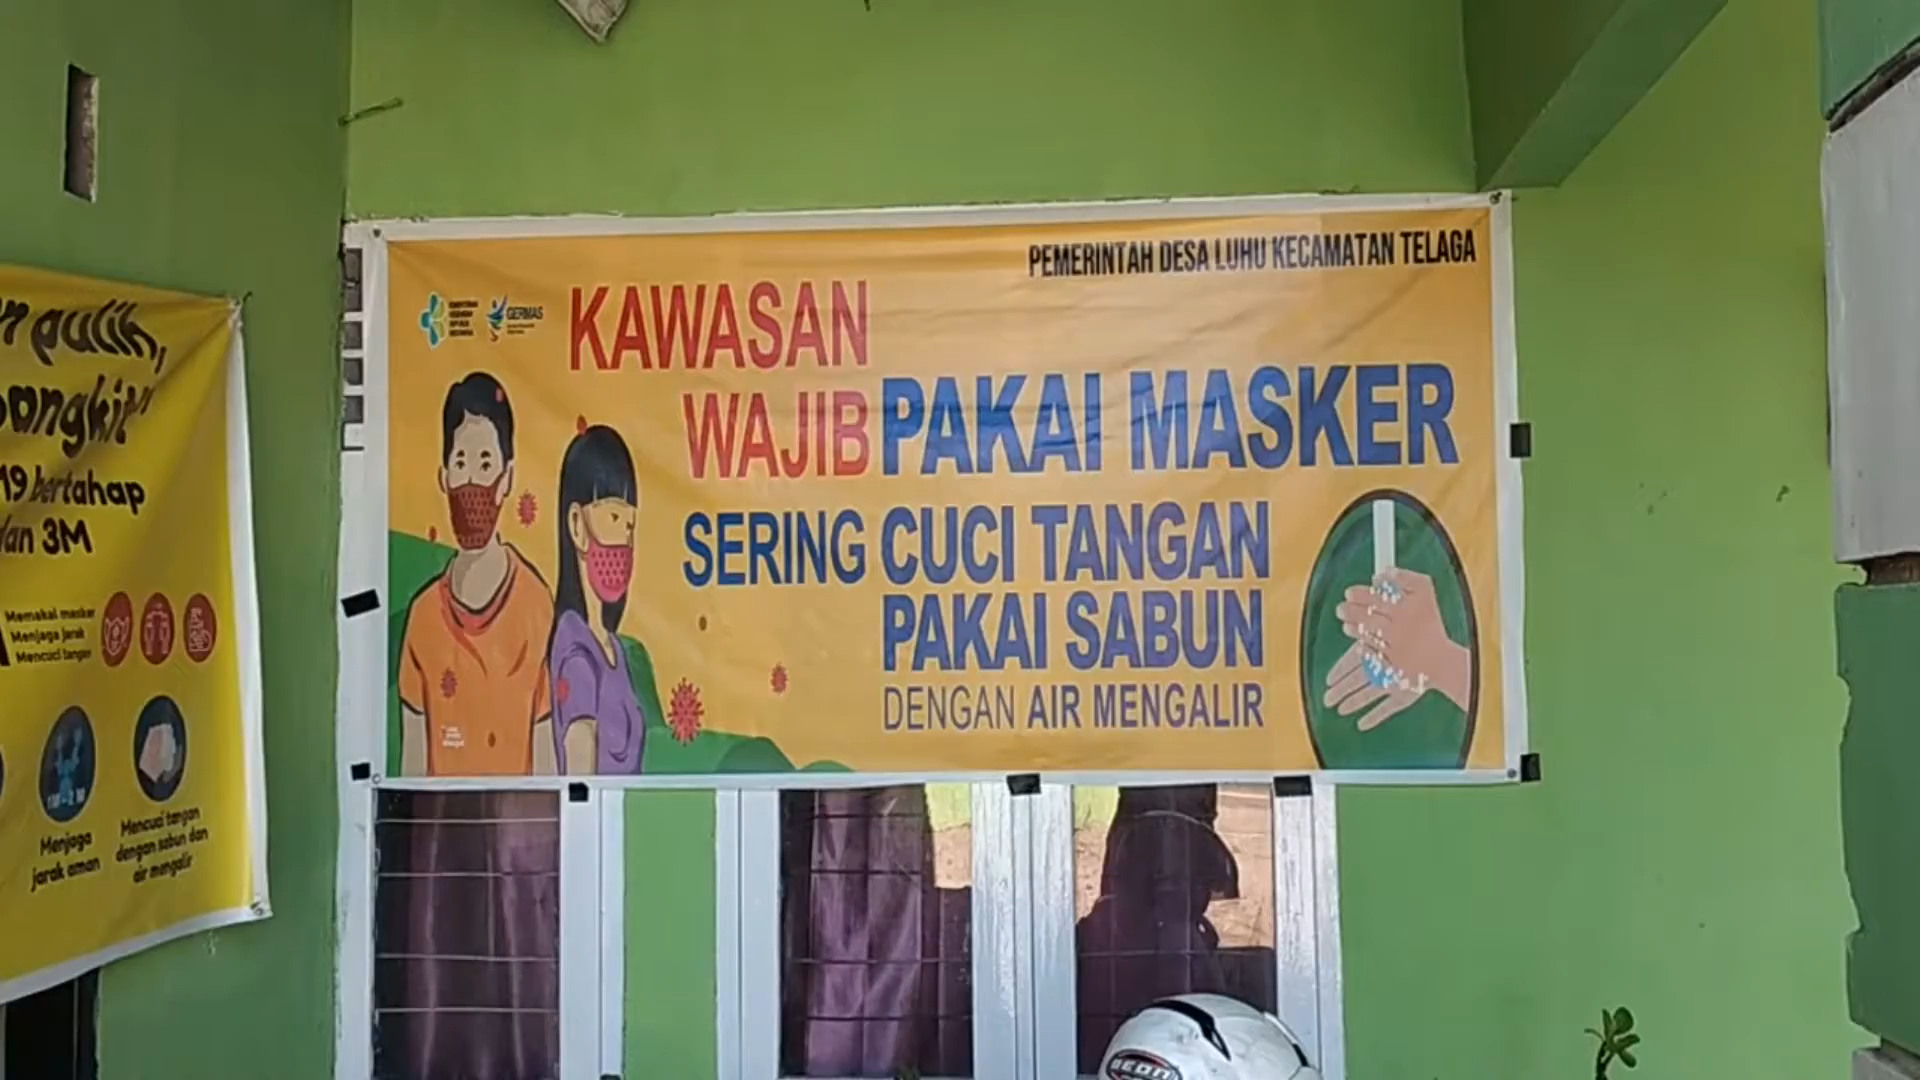 PEMERINTAH DESA LUHU KECAMATAN TELAGA
GERMAS
KAWASAN
WAJIB PAKAI MASKER
SERING CUCI TANGAN
PAKAI SABUN
DENGAN AIR MENGALIR
pulih,
bangkit
19 bertahap
dan 3M
Memakai masker
Menjaga jarak
Mencuci tangan
Menjaga
jarak aman
Mencuci tangan
dengan sabun dan
air mengalir